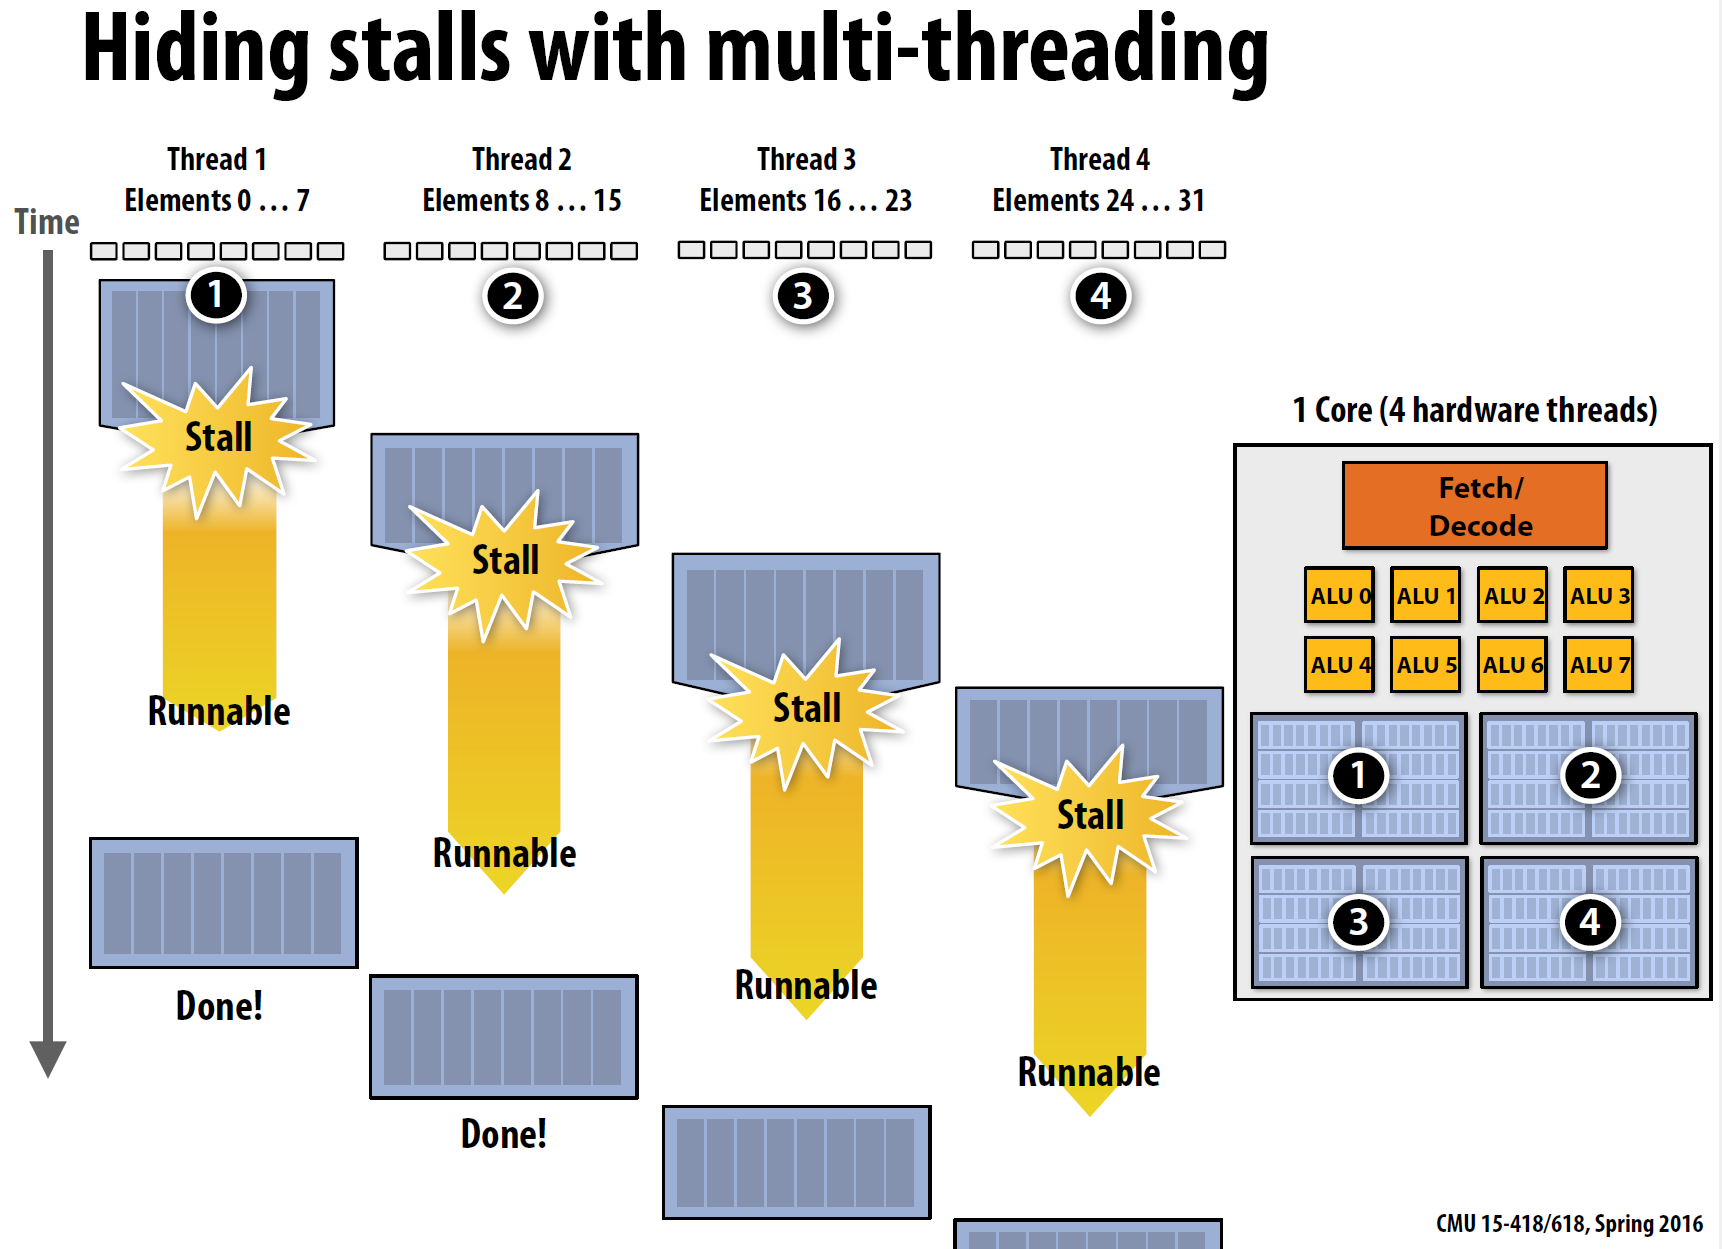 Hiding stalls with multi-threading
Thread 1
Elements 0 … 7
Thread 2
Elements 8 … 15
Thread 3
Elements 16 … 23
Thread 4
Elements 24 … 31
Time
1
2
3
4
Stall
Stall
Stall
Stall
Runnable
Runnable
Runnable
Runnable
Done!
Done!
1 Core (4 hardware threads)
Fetch/
Decode
ALU 0
ALU 1
ALU 2
ALU 3
ALU 4
ALU 5
ALU 6
ALU 7
1
2
3
4
CMU 15-418/618, Spring 2016